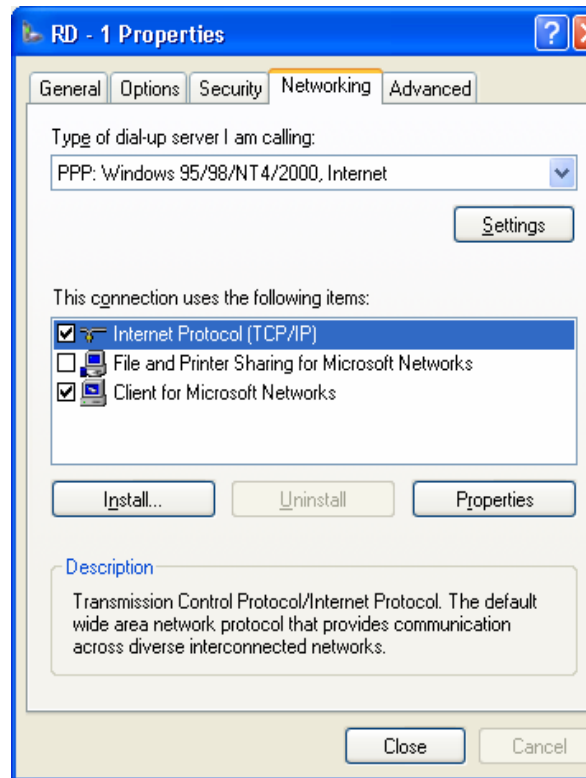 RD - 1 Properties
General Options Security Networking Advanced
Type of dial-up server I am calling:
PPP: Windows 95/98/NT4/2000, Internet
Settings
This connection uses the following items:
Internet Protocol (TCP/IP)
File and Printer Sharing for Microsoft Networks
Client for Microsoft Networks
Install... Uninstall Properties
Description
Transmission Control Protocol/Internet Protocol. The default
wide area network protocol that provides communication
across diverse interconnected networks.
Close Cancel